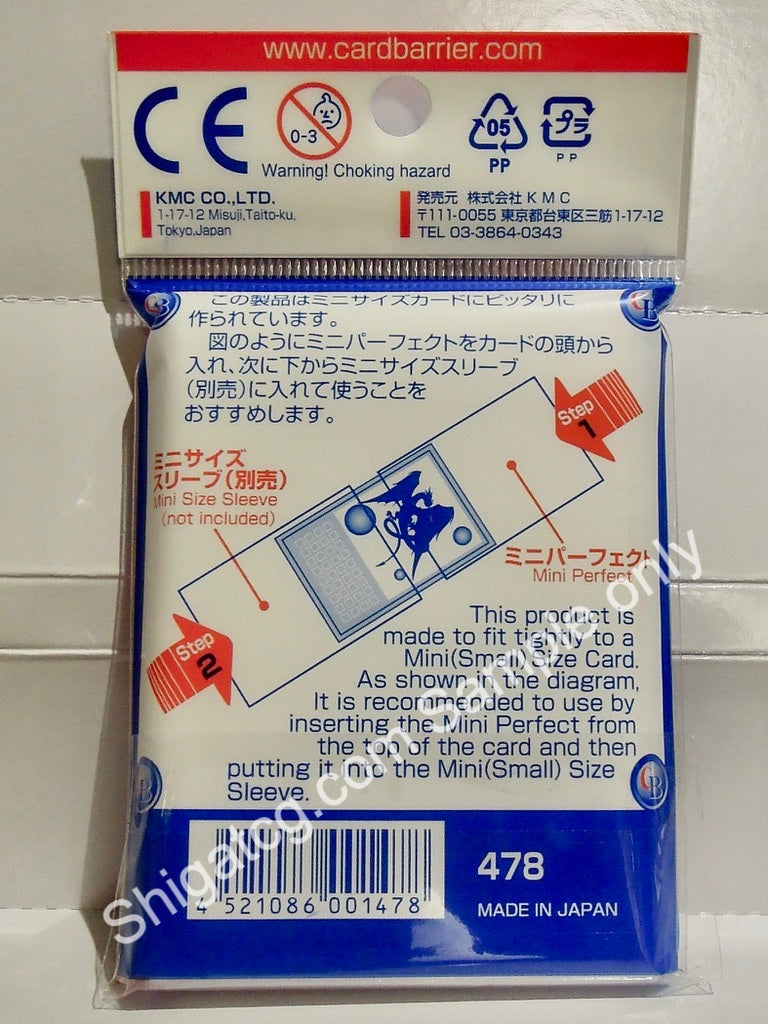 www.cardbarrier.com
CE
0-3
Warning! Choking hazard
05
PP
プラ
PP
KMC CO.,LTD.
1-17-12 Misuji,Taito-ku,
Tokyo,Japan
発売元 株式会社KMC
〒111-0055 東京都台東区三筋1-17-12
TEL 03-3864-0343
CB
CB
この製品はミニサイズカードにピッタリに
作られています。
図のようにミニパーフェクトをカードの頭から
入れ、次に下からミニサイズスリーブ
(別売)に入れて使うことを
おすすめします。
Step
1
ミニサイズ
スリーブ(別売)
Mini Size Sleeve
(not included)
ミニパーフェクト
Mini Perfect
Step
2
This product is
made to fit tightly to a
Mini(Small) Size Card.
As shown in the diagram,
It is recommended to use by
inserting the Mini Perfect from
the top of the card and then
putting it into the Mini(Small) Size
Sleeve.
CB
CB
4 521086 001478
478
MADE IN JAPAN
Shigatcg.com Sample only